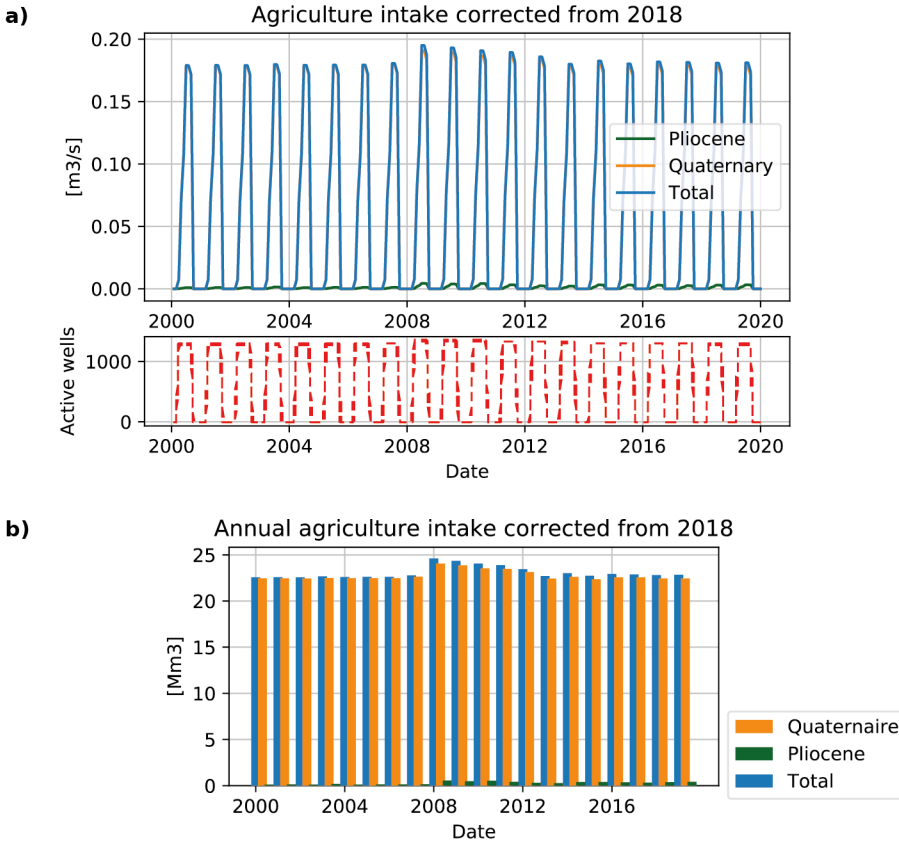 a)
Agriculture intake corrected from 2018
[m3/s]
0.20
0.15
0.10
0.05
0.00
Pliocene
Quaternary
Total
2000 2004 2008 2012 2016 2020
Active wells
1000
0
2000 2004 2008 2012 2016 2020
Date
b)
Annual agriculture intake corrected from 2018
[Mm3]
25
20
15
10
5
0
2000 2004 2008 2012 2016
Date
Quaternaire
Pliocene
Total